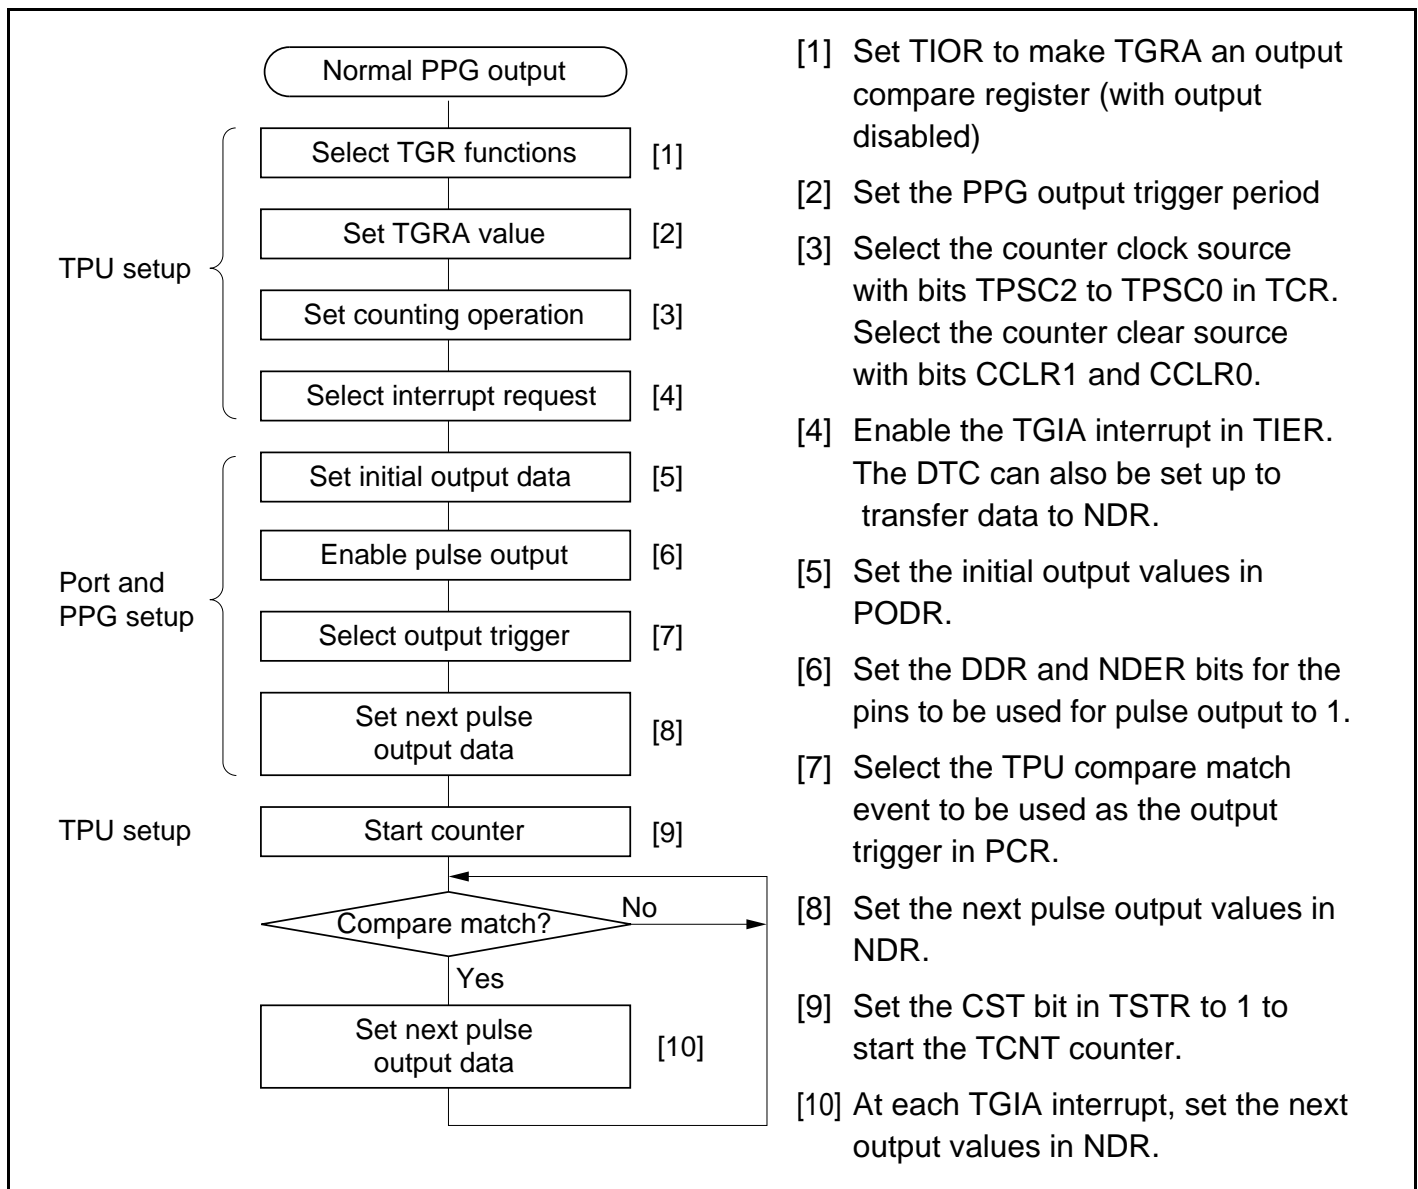 Normal PPG output
Select TGR functions [1]
Set TGRA value [2]
TPU setup
Set counting operation [3]
Select interrupt request [4]
Set initial output data [5]
Enable pulse output [6]
Port and
PPG setup
Select output trigger [7]
Set next pulse
output data
[8]
TPU setup
Start counter [9]
Compare match?
No
Yes
Set next pulse
output data
[10]
[1] Set TIOR to make TGRA an output
compare register (with output
disabled)
[2] Set the PPG output trigger period
[3] Select the counter clock source
with bits TPSC2 to TPSC0 in TCR.
Select the counter clear source
with bits CCLR1 and CCLR0.
[4] Enable the TGIA interrupt in TIER.
The DTC can also be set up to
transfer data to NDR.
[5] Set the initial output values in
PODR.
[6] Set the DDR and NDER bits for the
pins to be used for pulse output to 1.
[7] Select the TPU compare match
event to be used as the output
trigger in PCR.
[8] Set the next pulse output values in
NDR.
[9] Set the CST bit in TSTR to 1 to
start the TCNT counter.
[10] At each TGIA interrupt, set the next
output values in NDR.